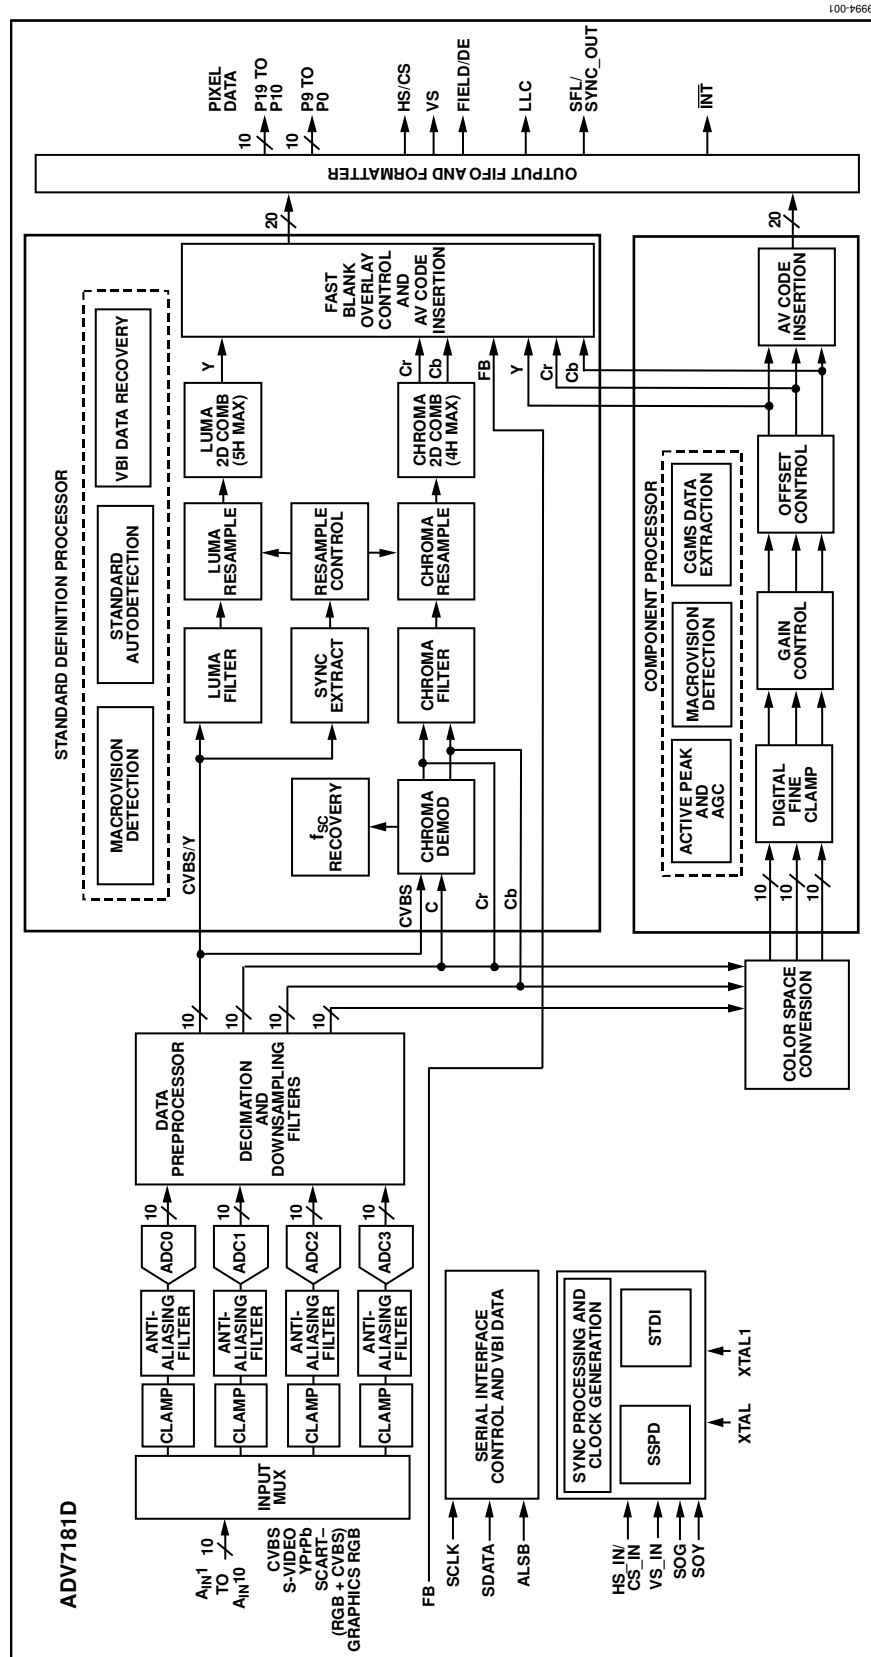 ADV7181D
A_IN1
TO
A_IN10
10
CVBS
S-VIDEO
YPrPb
SCART–
(RGB + CVBS)
GRAPHICS RGB
INPUT
MUX
CLAMP
ANTI-
ALIASING
FILTER
ADC0
10
CLAMP
ANTI-
ALIASING
FILTER
ADC1
10
CLAMP
ANTI-
ALIASING
FILTER
ADC2
10
CLAMP
ANTI-
ALIASING
FILTER
ADC3
10
DATA
PREPROCESSOR
DECIMATION
AND
DOWNSAMPLING
FILTERS
10
10
10
10
FB
SCLK
SDATA
ALSB
SERIAL INTERFACE
CONTROL AND VBI DATA
HS_IN/
CS_IN
VS_IN
SOG
SOY
SYNC PROCESSING AND
CLOCK GENERATION
SSPD
STDI
XTAL
XTAL1
COLOR SPACE
CONVERSION
10
10
10
STANDARD DEFINITION PROCESSOR
MACROVISION
DETECTION
STANDARD
AUTODETECTION
VBI DATA RECOVERY
CVBS/Y
CVBS
C
Cr
Cb
fSC
RECOVERY
CHROMA
DEMOD
LUMA
FILTER
SYNC
EXTRACT
CHROMA
FILTER
LUMA
RESAMPLE
RESAMPLE
CONTROL
CHROMA
RESAMPLE
LUMA
2D COMB
(5H MAX)
CHROMA
2D COMB
(4H MAX)
Y
Cr
Cb
FB
Y
Cr
Cb
FAST
BLANK
OVERLAY
CONTROL
AND
AV CODE
INSERTION
20
COMPONENT PROCESSOR
ACTIVE PEAK
AND
AGC
MACROVISION
DETECTION
CGMS DATA
EXTRACTION
DIGITAL
FINE
CLAMP
GAIN
CONTROL
OFFSET
CONTROL
AV CODE
INSERTION
20
OUTPUT FIFO AND FORMATTER
PIXEL
DATA
10
P19 TO
P10
10
P9 TO
P0
HS/CS
VS
FIELD/DE
LLC
SFL/
SYNC_OUT
INT
9994-001